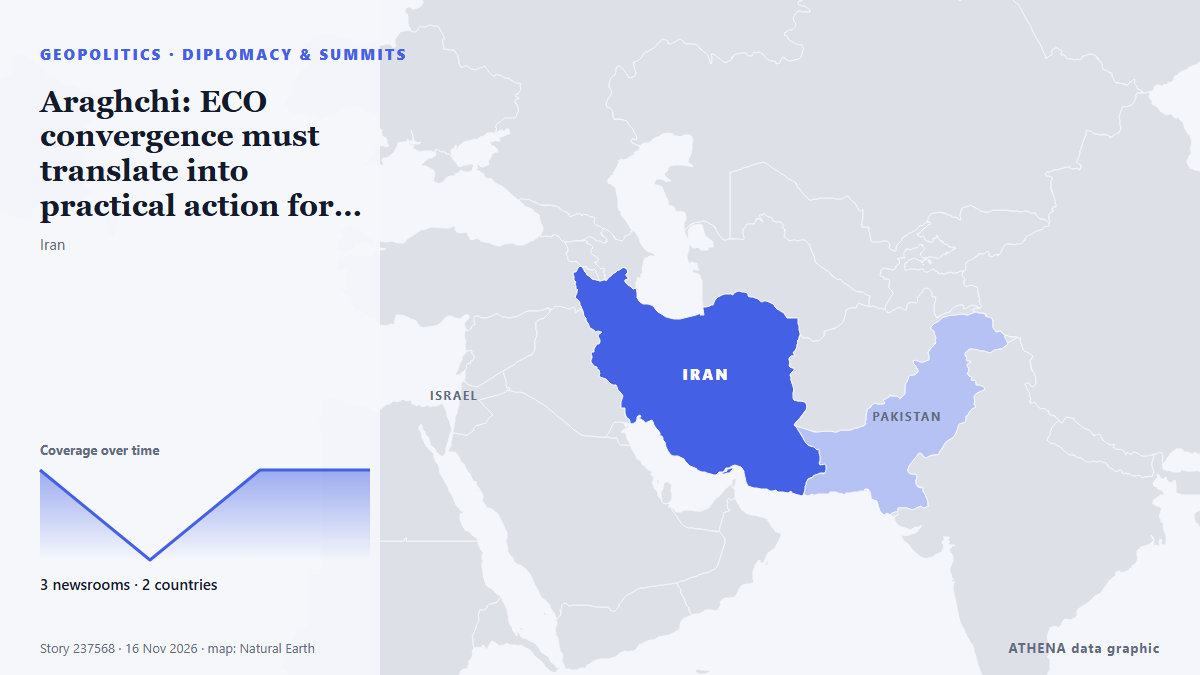 GEOPOLITICS · DIPLOMACY & SUMMITS
Araghchi: ECO
convergence must
translate into
practical action for...
Iran
IRAN
ISRAEL
PAKISTAN
Coverage over time
3 newsrooms · 2 countries
Story 237568 · 16 Nov 2026 · map: Natural Earth
ATHENA data graphic